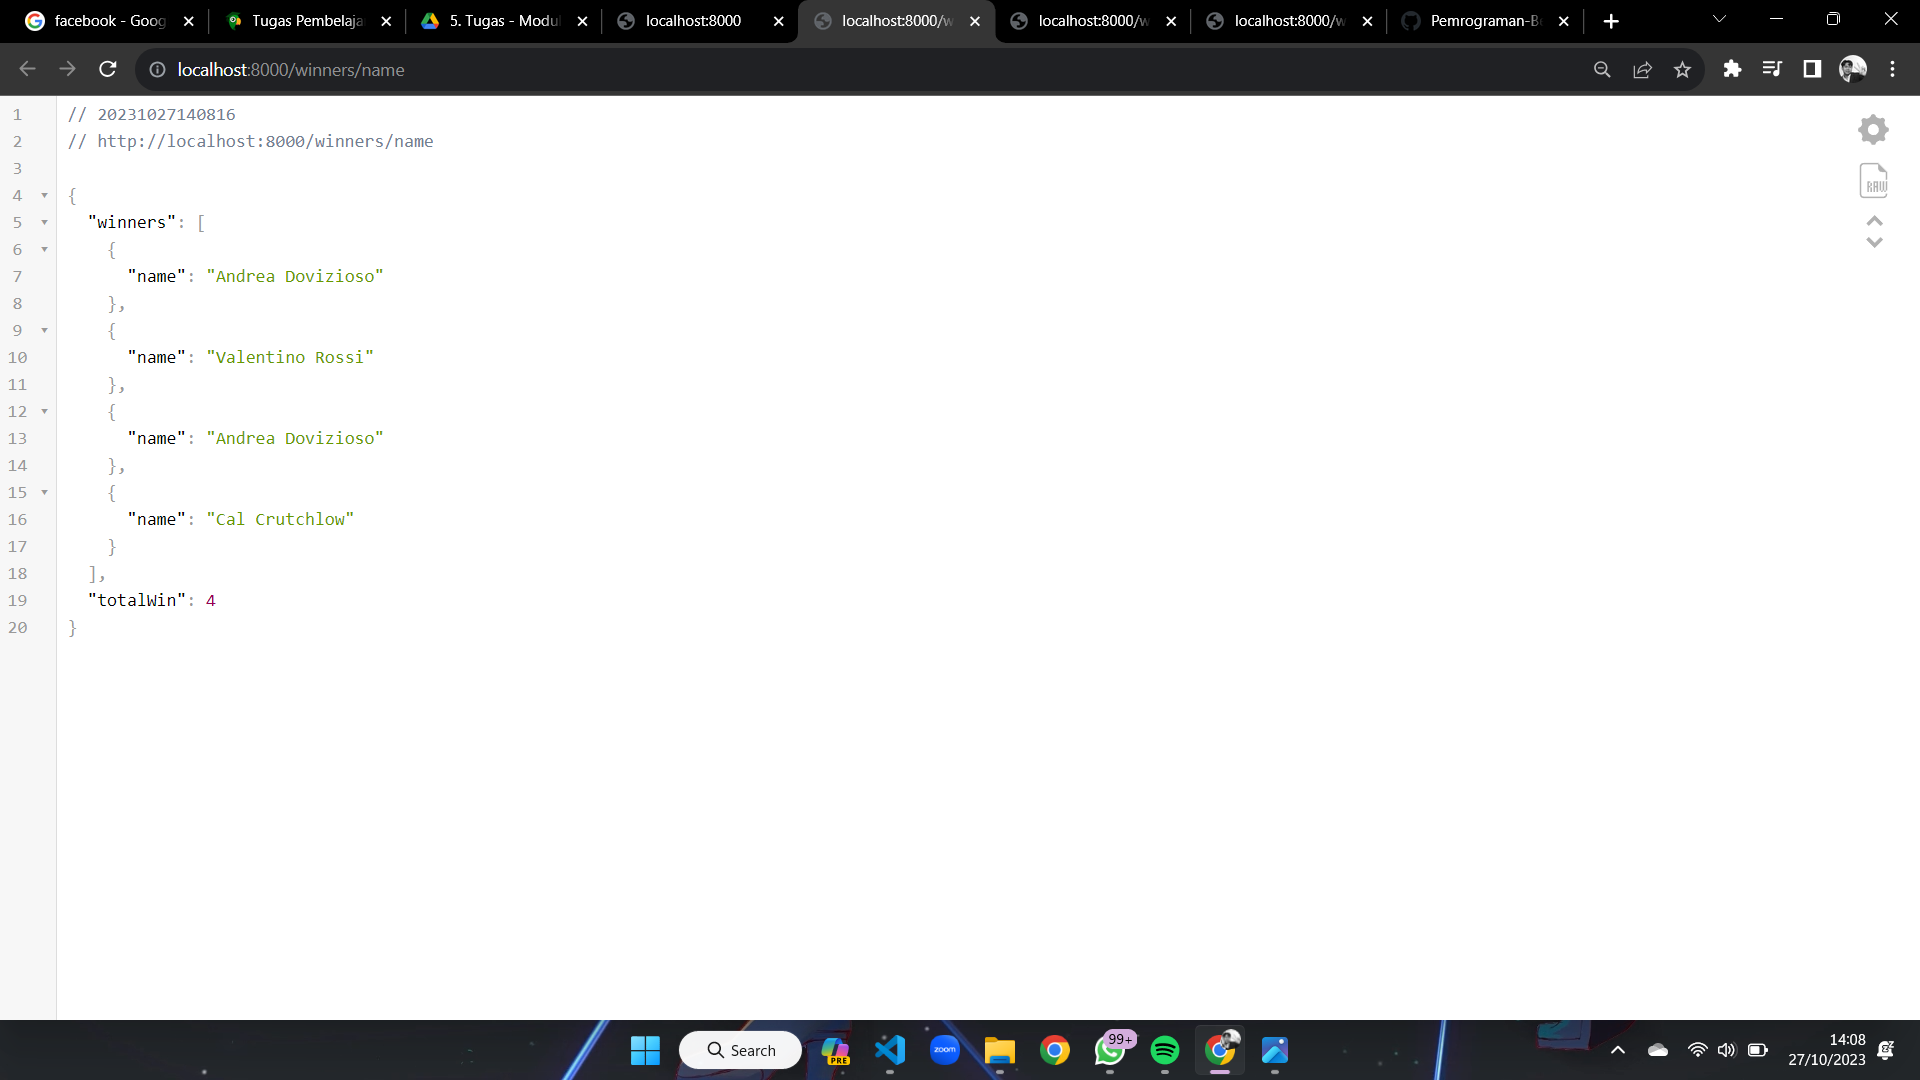 facebook - Goog
Tugas Pembelaja
5. Tugas - Modul
localhost:8000
localhost:8000/w
localhost:8000/w
localhost:8000/w
Pemrograman-Be
localhost:8000/winners/name
1 // 20231027140816
2 // http://localhost:8000/winners/name
3
4 {
5 "winners": [
6 {
7 "name": "Andrea Dovizioso"
8 },
9 {
10 "name": "Valentino Rossi"
11 },
12 {
13 "name": "Andrea Dovizioso"
14 },
15 {
16 "name": "Cal Crutchlow"
17 }
18 ],
19 "totalWin": 4
20 }
RAW
Search
PRE
zoom
99+
14:08
27/10/2023